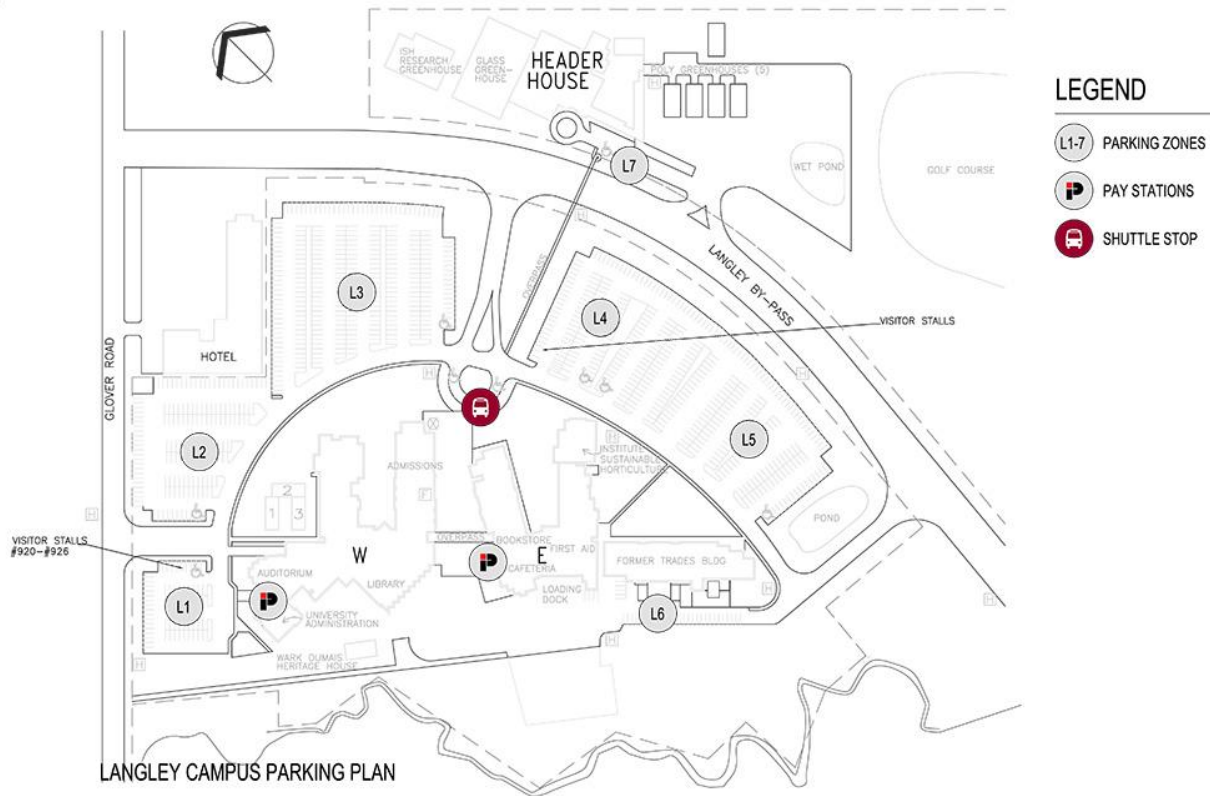 ISH
RESEARCH
GREENHOUSE
GLASS
GREEN-
HOUSE
HEADER
HOUSE
POLY GREENHOUSES (5)
H
L7
WET POND
GOLF COURSE
LEGEND
L1-7 PARKING ZONES
P PAY STATIONS
SHUTTLE STOP
H
LANGLEY BY-PASS
OVERPASS
L3
L4
VISITOR STALLS
HOTEL
GLOVER ROAD
H
H
L2
L5
ADMISSIONS
H
INSTITUTE
SUSTAINABLE
HORTICULTURE
2
1 3
F
H
POND
VISITOR STALLS
#920-#926
W
OVERPASS
BOOKSTORE
E
FIRST AID
P
CAFETERIA
FORMER TRADES BLDG
AUDITORIUM
LIBRARY
LOADING
DOCK
H
H
L1
P
UNIVERSITY
ADMINISTRATION
L6
H
H
WARK DUMAIS
HERITAGE HOUSE
LANGLEY CAMPUS PARKING PLAN